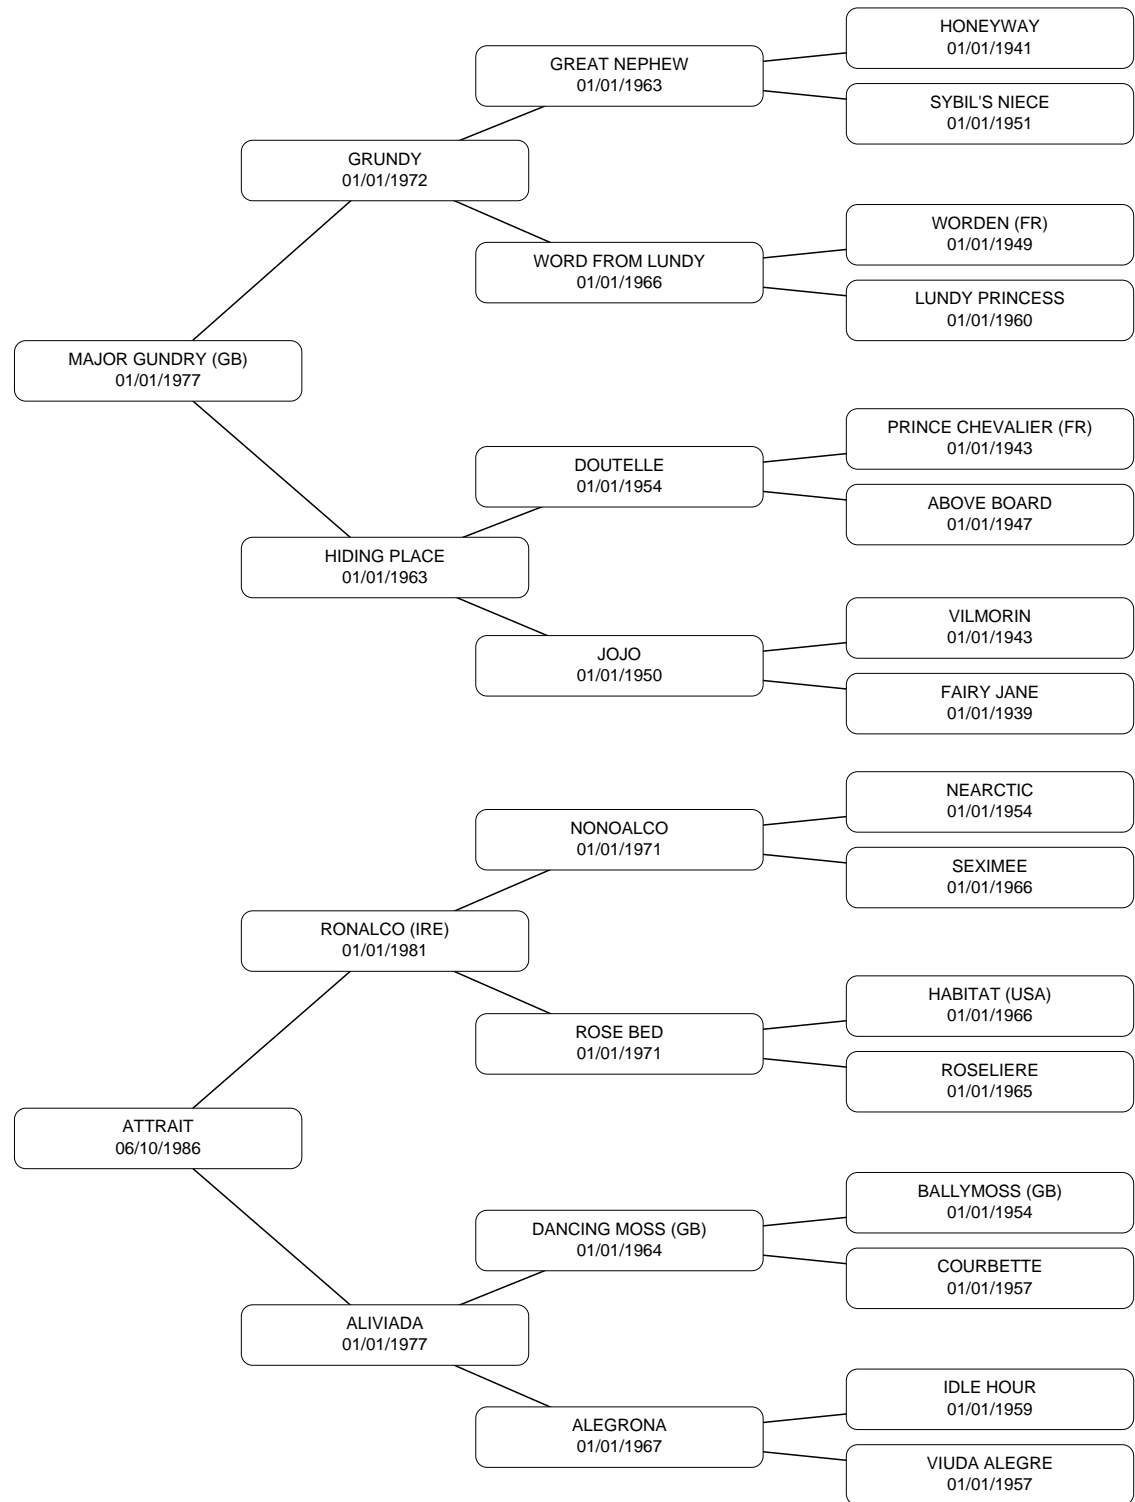 HONEYWAY
01/01/1941
GREAT NEPHEW
01/01/1963
SYBIL'S NIECE
01/01/1951
GRUNDY
01/01/1972
WORDEN (FR)
01/01/1949
WORD FROM LUNDY
01/01/1966
LUNDY PRINCESS
01/01/1960
MAJOR GUNDRY (GB)
01/01/1977
PRINCE CHEVALIER (FR)
01/01/1943
DOUTELLE
01/01/1954
ABOVE BOARD
01/01/1947
HIDING PLACE
01/01/1963
VILMORIN
01/01/1943
JOJO
01/01/1950
FAIRY JANE
01/01/1939
NEARCTIC
01/01/1954
NONOALCO
01/01/1971
SEXIMEE
01/01/1966
RONALCO (IRE)
01/01/1981
HABITAT (USA)
01/01/1966
ROSE BED
01/01/1971
ROSELIERE
01/01/1965
ATTRAIT
06/10/1986
BALLYMOSS (GB)
01/01/1954
DANCING MOSS (GB)
01/01/1964
COURBETTE
01/01/1957
ALIVIADA
01/01/1977
IDLE HOUR
01/01/1959
ALEGRONA
01/01/1967
VIUDA ALEGRE
01/01/1957